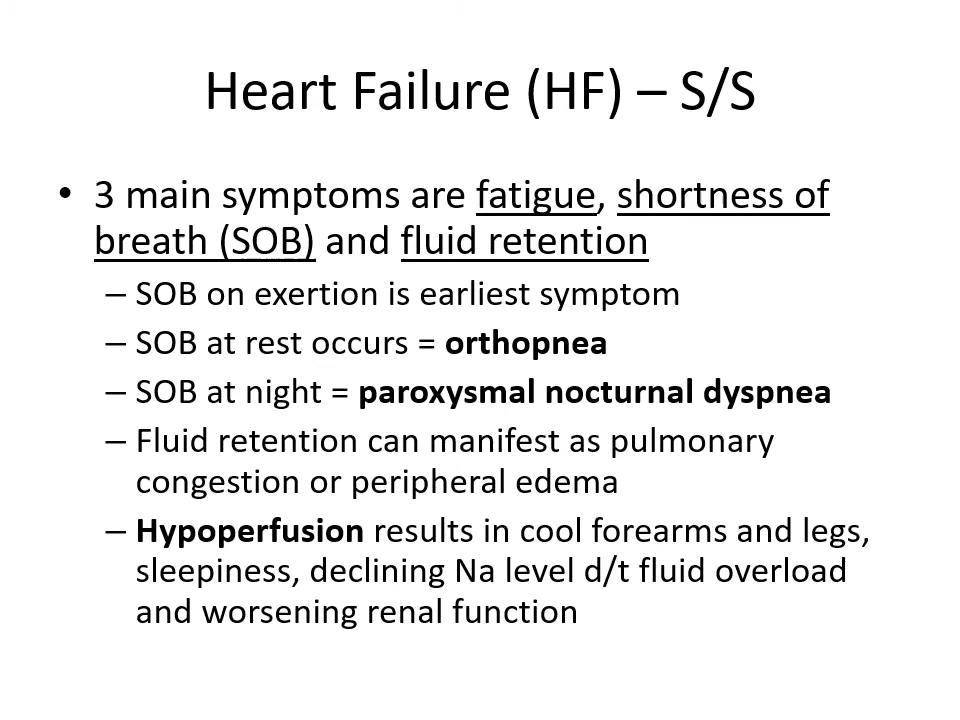 Heart Failure (HF) – S/S
• 3 main symptoms are fatigue, shortness of
breath (SOB) and fluid retention
– SOB on exertion is earliest symptom
– SOB at rest occurs = orthopnea
– SOB at night = paroxysmal nocturnal dyspnea
– Fluid retention can manifest as pulmonary
congestion or peripheral edema
– Hypoperfusion results in cool forearms and legs,
sleepiness, declining Na level d/t fluid overload
and worsening renal function